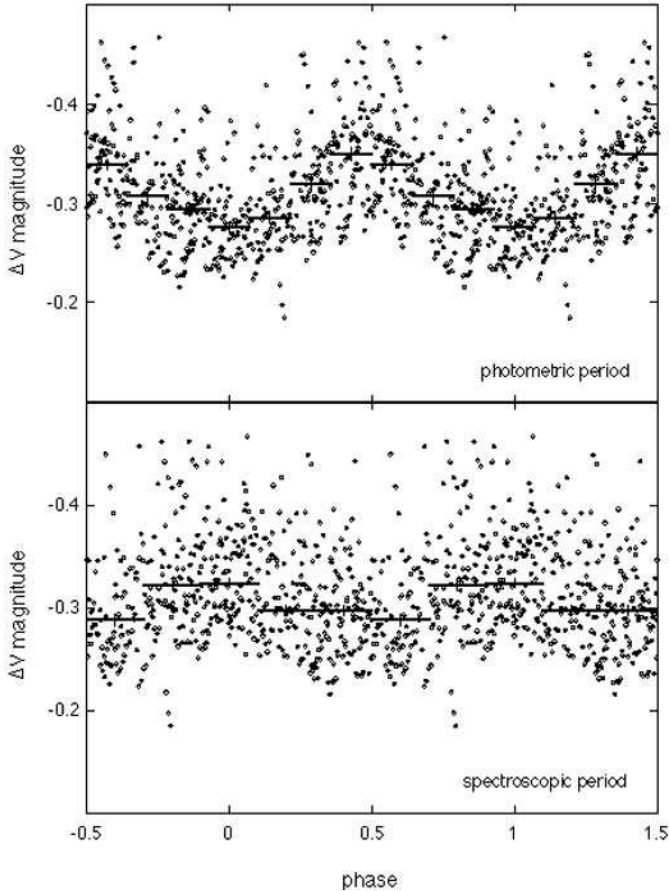 -0.4
-0.3
-0.2
ΔV magnitude
photometric period
-0.4
-0.3
-0.2
ΔV magnitude
spectroscopic period
-0.5 0 0.5 1 1.5
phase